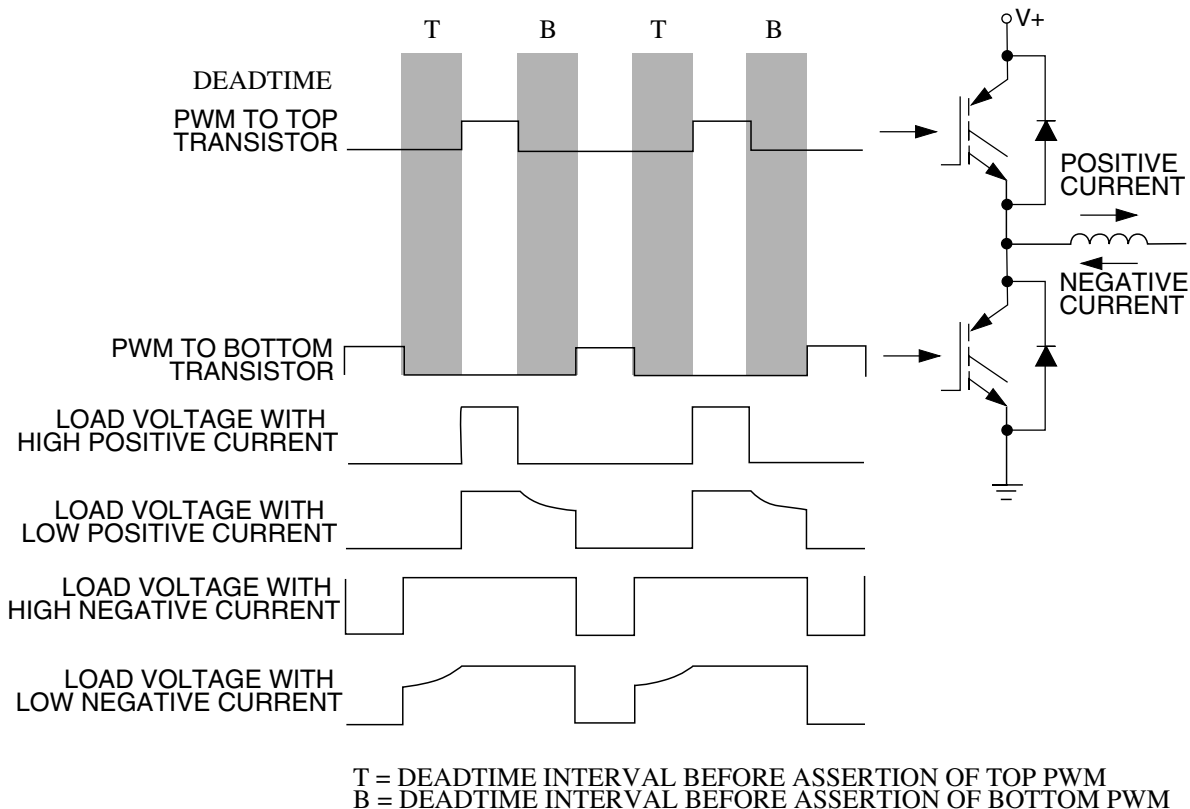 T B T B
V+
DEADTIME
PWM TO TOP
TRANSISTOR
POSITIVE
CURRENT
NEGATIVE
CURRENT
PWM TO BOTTOM
TRANSISTOR
LOAD VOLTAGE WITH
HIGH POSITIVE CURRENT
LOAD VOLTAGE WITH
LOW POSITIVE CURRENT
LOAD VOLTAGE WITH
HIGH NEGATIVE CURRENT
LOAD VOLTAGE WITH
LOW NEGATIVE CURRENT
T = DEADTIME INTERVAL BEFORE ASSERTION OF TOP PWM
B = DEADTIME INTERVAL BEFORE ASSERTION OF BOTTOM PWM